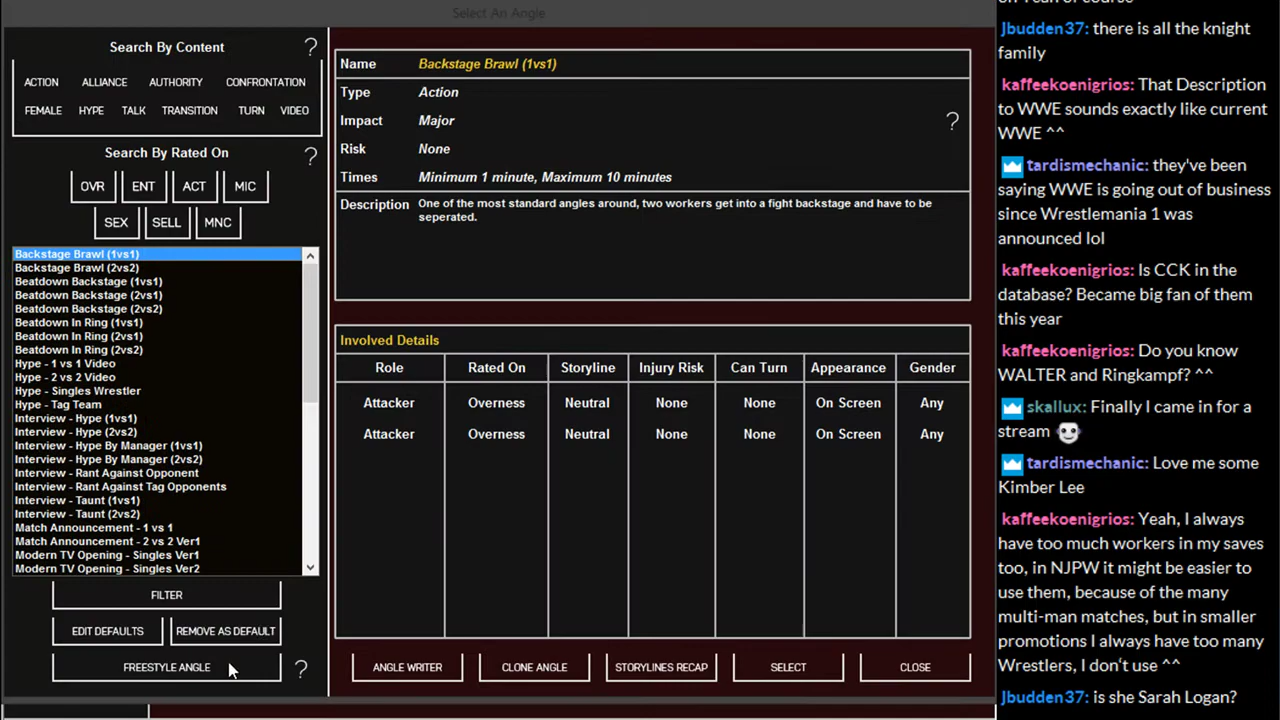 Select An Angle
Search By Content
?
ACTION ALLIANCE AUTHORITY CONFRONTATION
FEMALE HYPE TALK TRANSITION TURN VIDEO
Search By Rated On
?
OVR ENT ACT MIC
SEX SELL MNC
Backstage Brawl (1vs1)
Backstage Brawl (2vs2)
Beatdown Backstage (1vs1)
Beatdown Backstage (2vs1)
Beatdown Backstage (2vs2)
Beatdown In Ring (1vs1)
Beatdown In Ring (2vs1)
Beatdown In Ring (2vs2)
Hype - 1 vs 1 Video
Hype - 2 vs 2 Video
Hype - Singles Wrestler
Hype - Tag Team
Interview - Hype (1vs1)
Interview - Hype (2vs2)
Interview - Hype By Manager (1vs1)
Interview - Hype By Manager (2vs2)
Interview - Rant Against Opponent
Interview - Rant Against Tag Opponents
Interview - Taunt (1vs1)
Interview - Taunt (2vs2)
Match Announcement - 1 vs 1
Match Announcement - 2 vs 2 Ver1
Modern TV Opening - Singles Ver1
Modern TV Opening - Singles Ver2
FILTER
EDIT DEFAULTS REMOVE AS DEFAULT
FREESTYLE ANGLE ?
Name Backstage Brawl (1vs1)
Type Action
Impact Major ?
Risk None
Times Minimum 1 minute, Maximum 10 minutes
Description One of the most standard angles around, two workers get into a fight backstage and have to be
seperated.
Involved Details
Role Rated On Storyline Injury Risk Can Turn Appearance Gender
Attacker Overness Neutral None None On Screen Any
Attacker Overness Neutral None None On Screen Any
ANGLE WRITER CLONE ANGLE STORYLINES RECAP SELECT CLOSE
Jbudden37: there is all the knight
family
kaffeekoenigrios: That Description
to WWE sounds exactly like current
WWE ^^
tardismechanic: they've been
saying WWE is going out of business
since Wrestlemania 1 was
announced lol
kaffeekoenigrios: Is CCK in the
database? Became big fan of them
this year
kaffeekoenigrios: Do you know
WALTER and Ringkampf? ^^
skallux: Finally I came in for a
stream
tardismechanic: Love me some
Kimber Lee
kaffeekoenigrios: Yeah, I always
have too much workers in my saves
too, in NJPW it might be easier to
use them, because of the many
multi-man matches, but in smaller
promotions I always have too many
Wrestlers, I don't use ^^
Jbudden37: is she Sarah Logan?